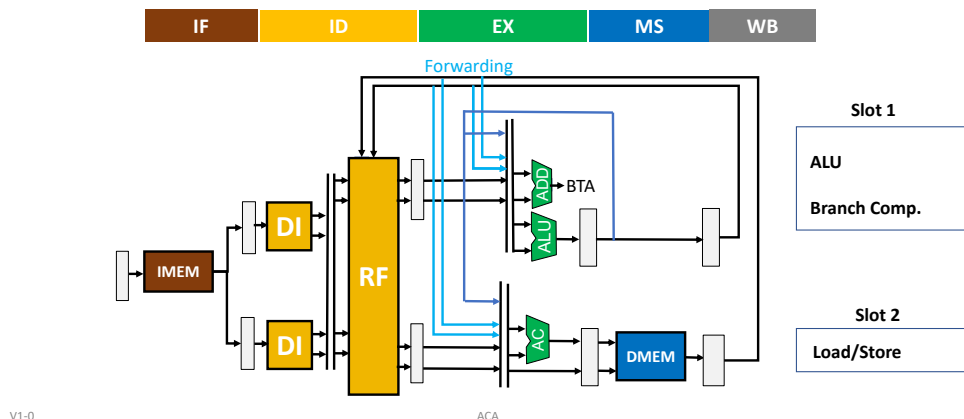 IF ID EX MS WB
Forwarding
Slot 1
ALU
Branch Comp.
ADD
BTA
ALU
DI
IMEM
RF
DI
AC
DMEM
Slot 2
Load/Store
V1-0
ACA